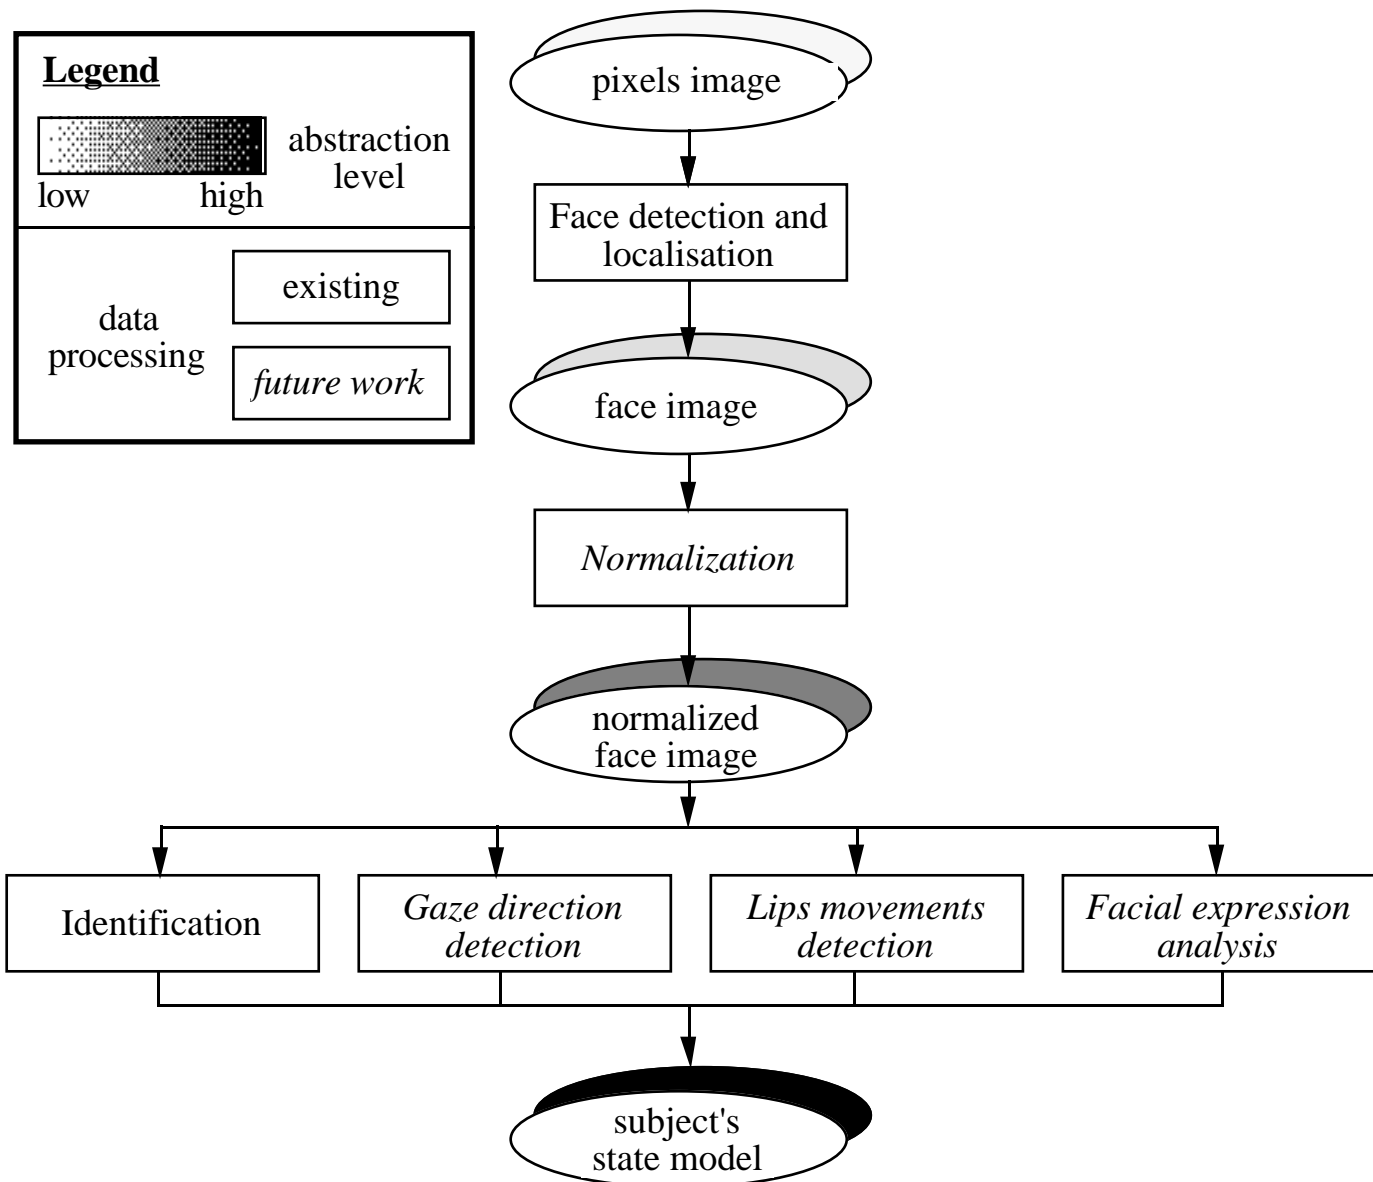 Legend
abstraction
level
low
high
data
processing
existing
future work
pixels image
Face detection and
localisation
face image
Normalization
normalized
face image
Identification
Gaze direction
detection
Lips movements
detection
Facial expression
analysis
subject's
state model